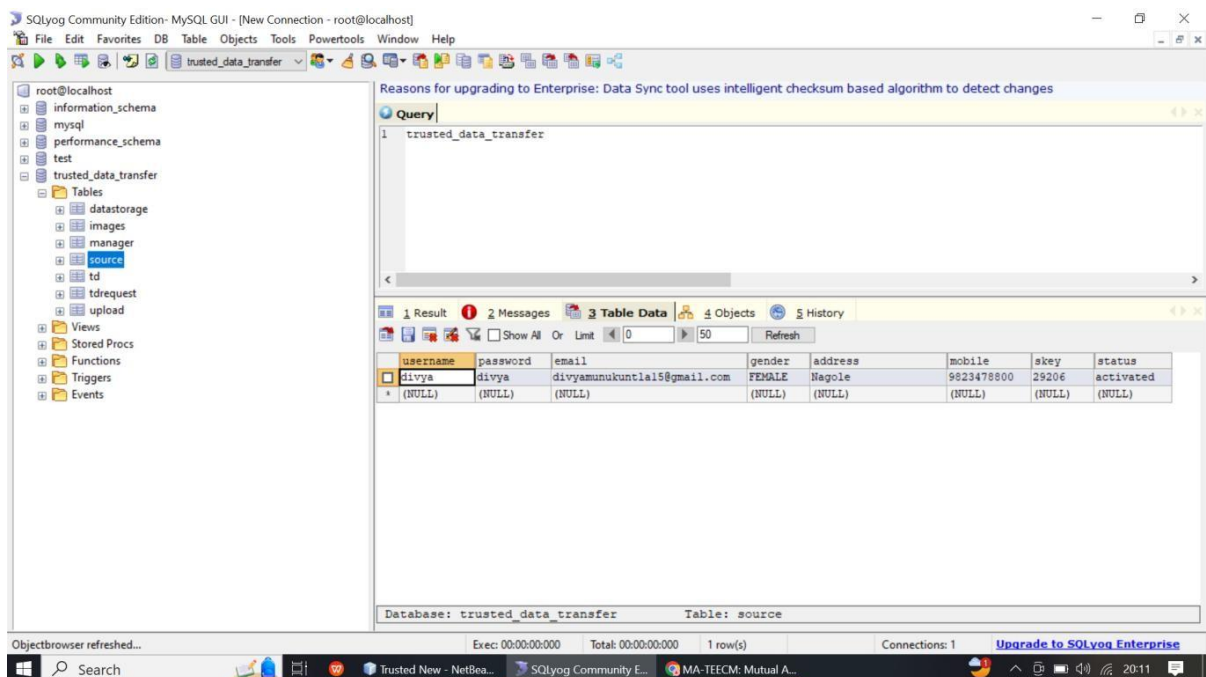 SQLyog Community Edition- MySQL GUI - [New Connection - root@localhost]
File Edit Favorites DB Table Objects Tools Powertools Window Help
trusted_data_transfer
root@localhost
information_schema
mysql
performance_schema
test
trusted_data_transfer
Tables
datastorage
images
manager
source
td
tdrequest
upload
Views
Stored Procs
Functions
Triggers
Events
Reasons for upgrading to Enterprise: Data Sync tool uses intelligent checksum based algorithm to detect changes
Query
1 trusted_data_transfer
1 Result 2 Messages 3 Table Data 4 Objects 5 History
Show All Or Limit 0 50 Refresh
username password email gender address mobile skey status
divya divya divyamunukuntla15@gmail.com FEMALE Nagole 9823478800 29206 activated
* (NULL) (NULL) (NULL) (NULL) (NULL) (NULL) (NULL) (NULL)
Database: trusted_data_transfer Table: source
Objectbrowser refreshed... Exec: 00:00:00:000 Total: 00:00:00:000 1 row(s) Connections: 1 Upgrade to SQLyog Enterprise
Search Trusted New - NetBea... SQLyog Community E... MA-TEECM: Mutual A... 20:11